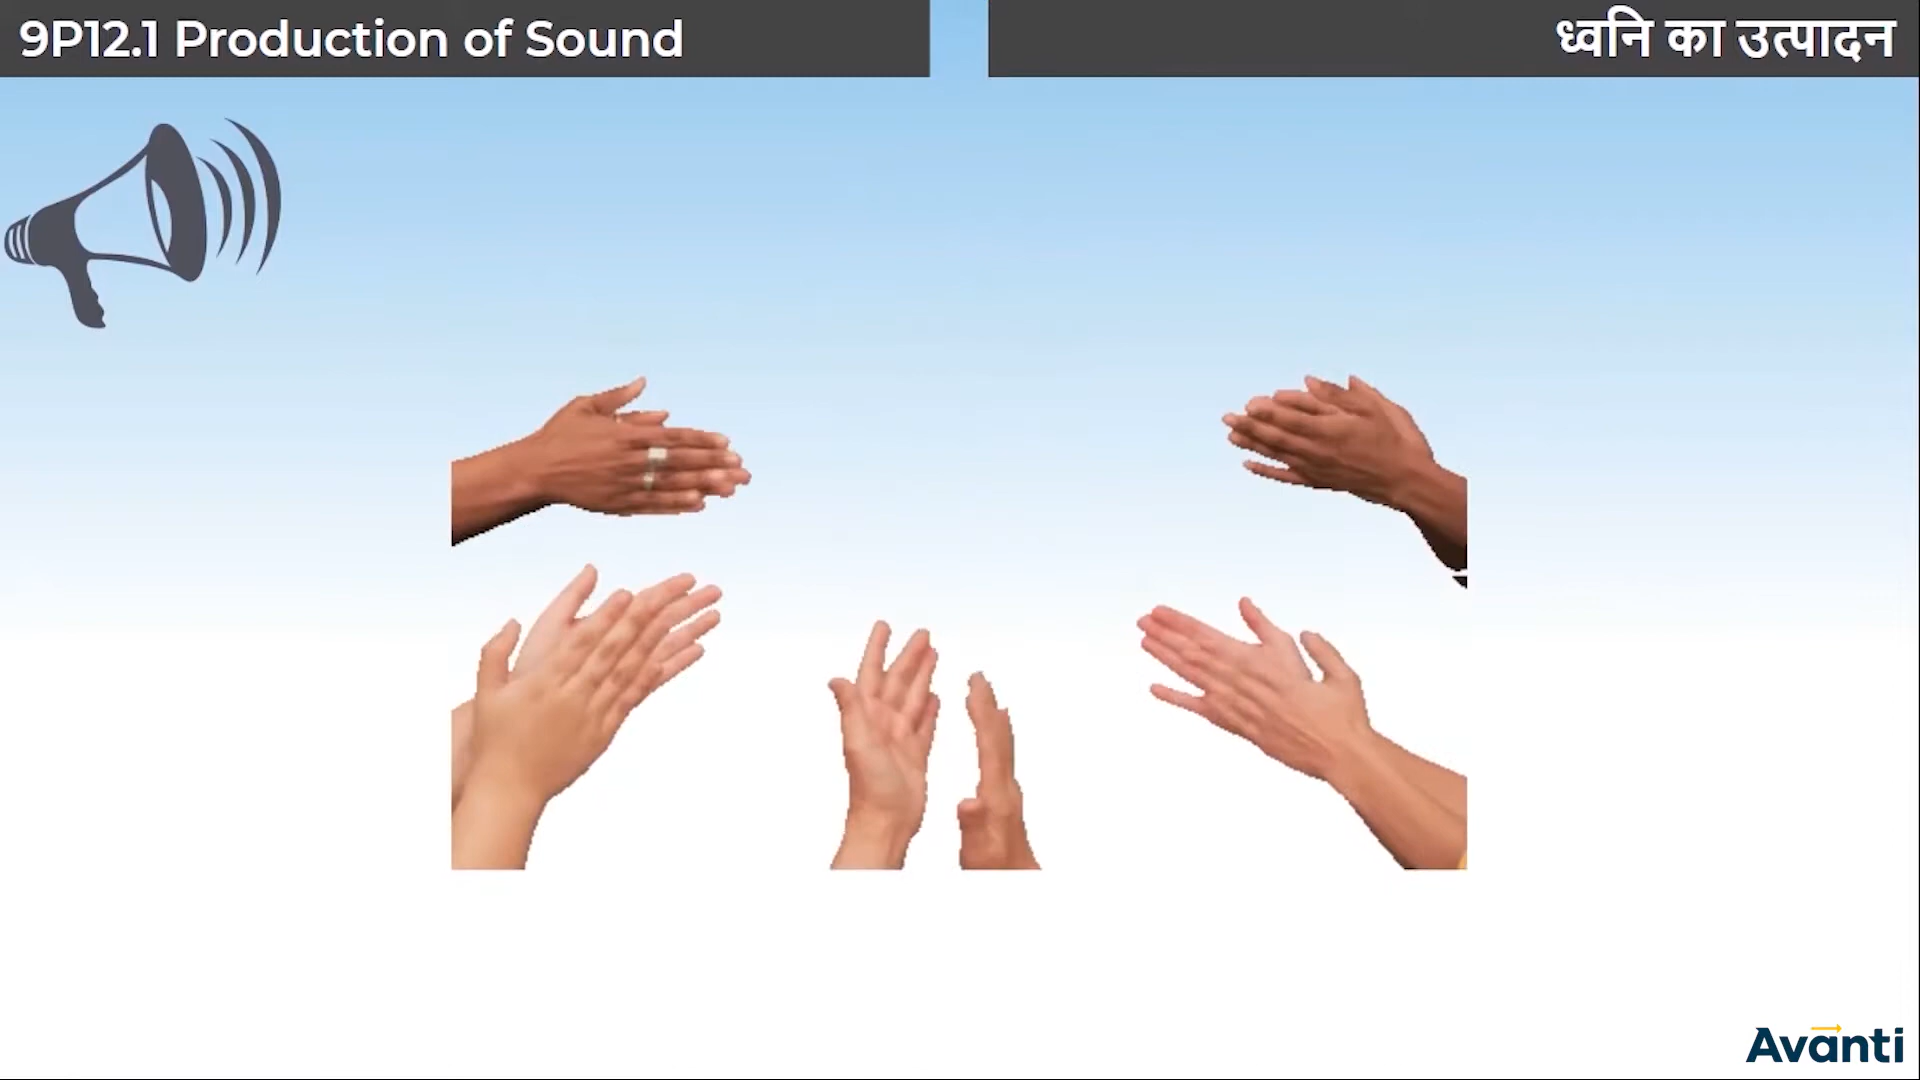 9P12.1 Production of Sound
ध्वनि का उत्पादन
Avanti